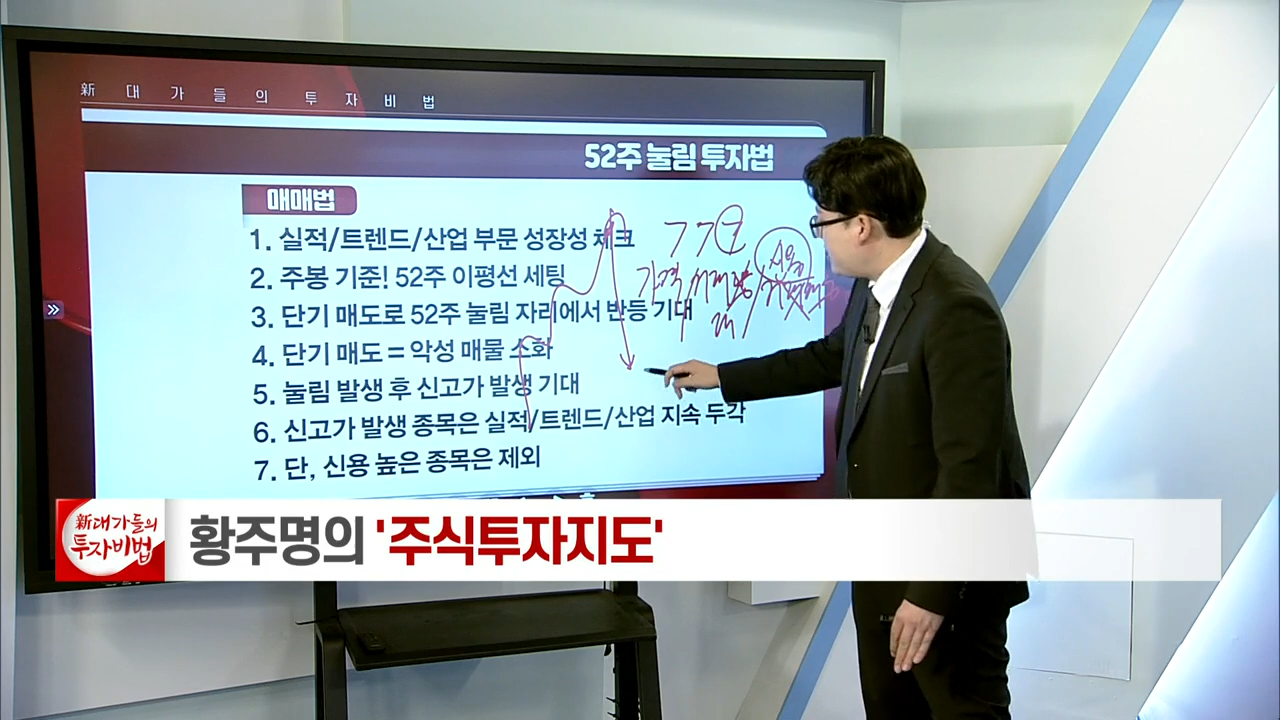 新 대 가 들 의 투 자 비 법
52주 눌림 투자법
매매법
1. 실적/트렌드/산업 부문 성장성 체크
2. 주봉 기준! 52주 이평선 세팅
3. 단기 매도로 52주 눌림 자리에서 반등 기대
4. 단기 매도 = 악성 매물 소화
5. 눌림 발생 후 신고가 발생 기대
6. 신고가 발생 종목은 실적/트렌드/산업 지속 두각
7. 단, 신용 높은 종목은 제외
가격
新대가들의
투자비법
황주명의 '주식투자지도'